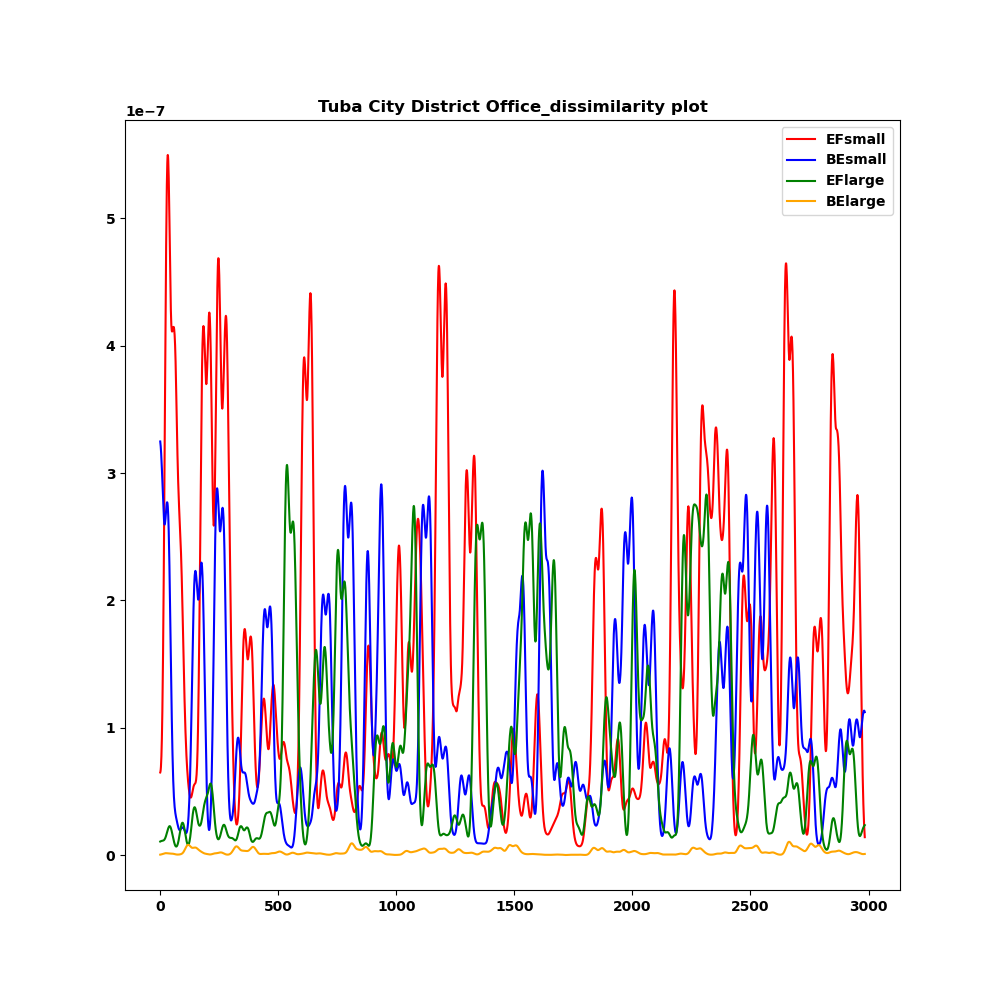 Tuba City District Office_dissimilarity plot
1e−7
EFsmall
BEsmall
EFlarge
BElarge
5
4
3
2
1
0
0 500 1000 1500 2000 2500 3000